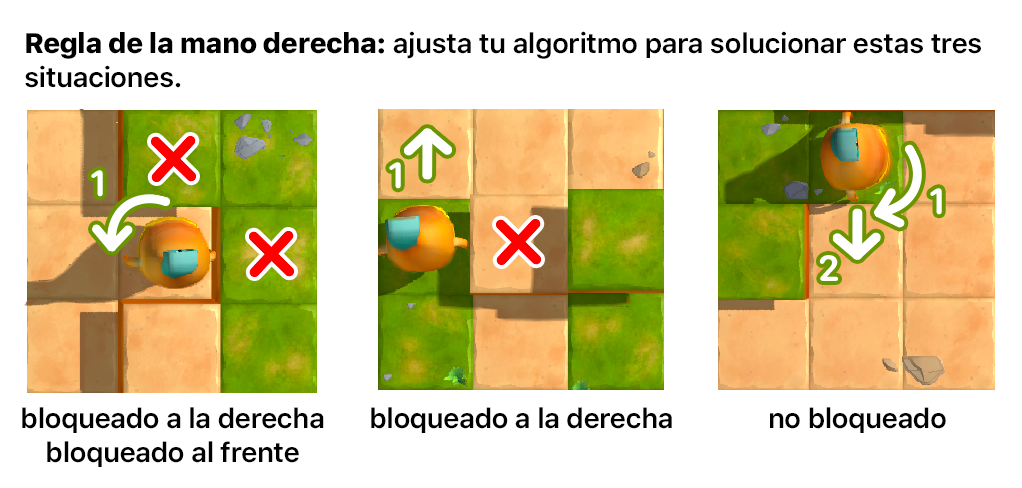 Regla de la mano derecha: ajusta tu algoritmo para solucionar estas tres
situaciones.
1
1
1
2
bloqueado a la derecha
bloqueado al frente
bloqueado a la derecha
no bloqueado